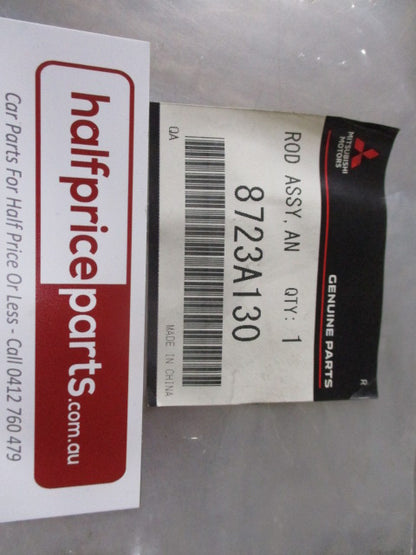 halfpriceparts.com.au
Car Parts For Half Price Or Less - Call 0412 760 479
MITSUBISHI
MOTORS
GENUINE PARTS
R
ROD ASSY,AN QTY: 1
8723A130
QA
MADE IN CHINA